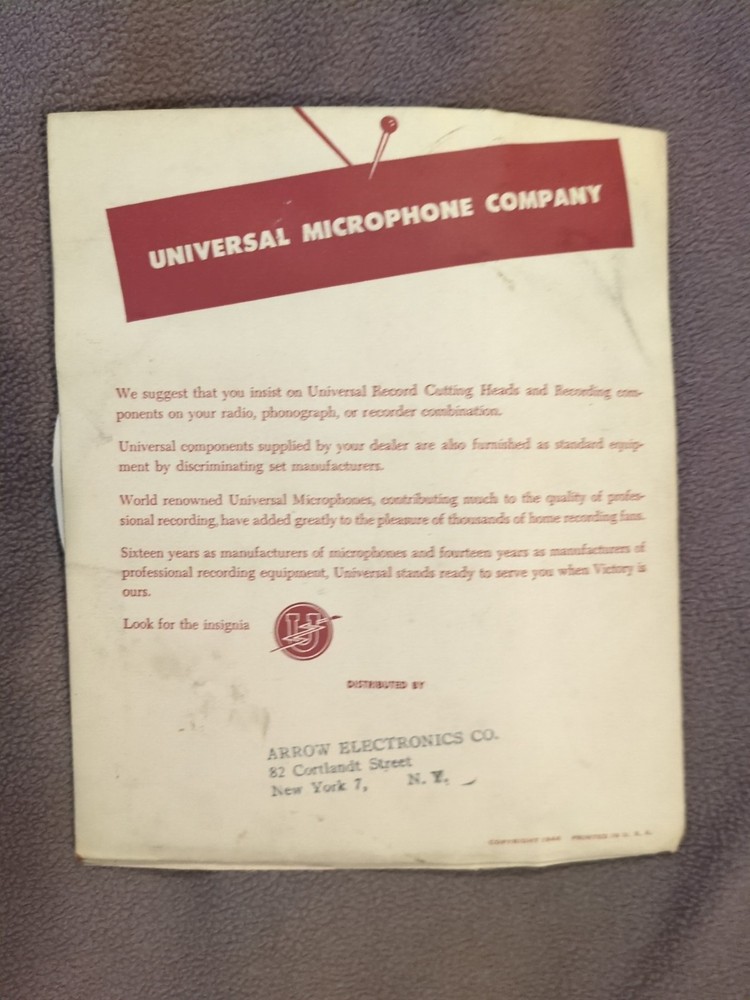 UNIVERSAL MICROPHONE COMPANY
We suggest that you insist on Universal Record Cutting Heads and Recording com-
ponents on your radio, phonograph, or recorder combination.
Universal components supplied by your dealer are also furnished as standard equip-
ment by discriminating set manufacturers.
World renowned Universal Microphones, contributing much to the quality of profes-
sional recording, have added greatly to the pleasure of thousands of home recording fans.
Sixteen years as manufacturers of microphones and fourteen years as manufacturers of
professional recording equipment, Universal stands ready to serve you when Victory is
ours.
Look for the insignia U
DISTRIBUTED BY
ARROW ELECTRONICS CO.
82 Cortlandt Street
New York 7, N. Y.
COPYRIGHT PRINTED IN U. S. A.